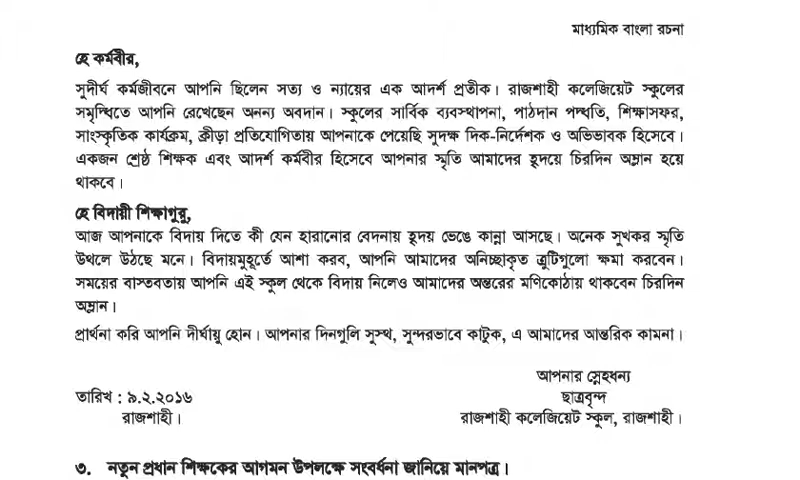 মাধ্যমিক বাংলা রচনা
হে কর্মবীর,
সুদীর্ঘ কর্মজীবনে আপনি ছিলেন সত্য ও ন্যায়ের এক আদর্শ প্রতীক। রাজশাহী কলেজিয়েট স্কুলের
সমৃদ্ধিতে আপনি রেখেছেন অনন্য অবদান। স্কুলের সার্বিক ব্যবস্থাপনা, পাঠদান পদ্ধতি, শিক্ষাসফর,
সাংস্কৃতিক কার্যক্রম, ক্রীড়া প্রতিযোগিতায় আপনাকে পেয়েছি সুদক্ষ দিক-নির্দেশক ও অভিভাবক হিসেবে।
একজন শ্রেষ্ঠ শিক্ষক এবং আদর্শ কর্মবীর হিসেবে আপনার স্মৃতি আমাদের হৃদয়ে চিরদিন অম্লান হয়ে
থাকবে।
হে বিদায়ী শিক্ষাগুরু,
আজ আপনাকে বিদায় দিতে কী যেন হারানোর বেদনায় হৃদয় ভেঙে কান্না আসছে। অনেক সুখকর স্মৃতি
উথলে উঠছে মনে। বিদায়মুহূর্তে আশা করব, আপনি আমাদের অনিচ্ছাকৃত ত্রুটিগুলো ক্ষমা করবেন।
সময়ের বাস্তবতায় আপনি এই স্কুল থেকে বিদায় নিলেও আমাদের অন্তরের মণিকোঠায় থাকবেন চিরদিন
অম্লান।
প্রার্থনা করি আপনি দীর্ঘায়ু হোন। আপনার দিনগুলি সুস্থ, সুন্দরভাবে কাটুক, এ আমাদের আন্তরিক কামনা।
আপনার স্নেহধন্য
তারিখ : ৯.২.২০১৬ ছাত্রবৃন্দ
রাজশাহী। রাজশাহী কলেজিয়েট স্কুল, রাজশাহী।
৩. নতুন প্রধান শিক্ষকের আগমন উপলক্ষে সংবর্ধনা জানিয়ে মানপত্র।